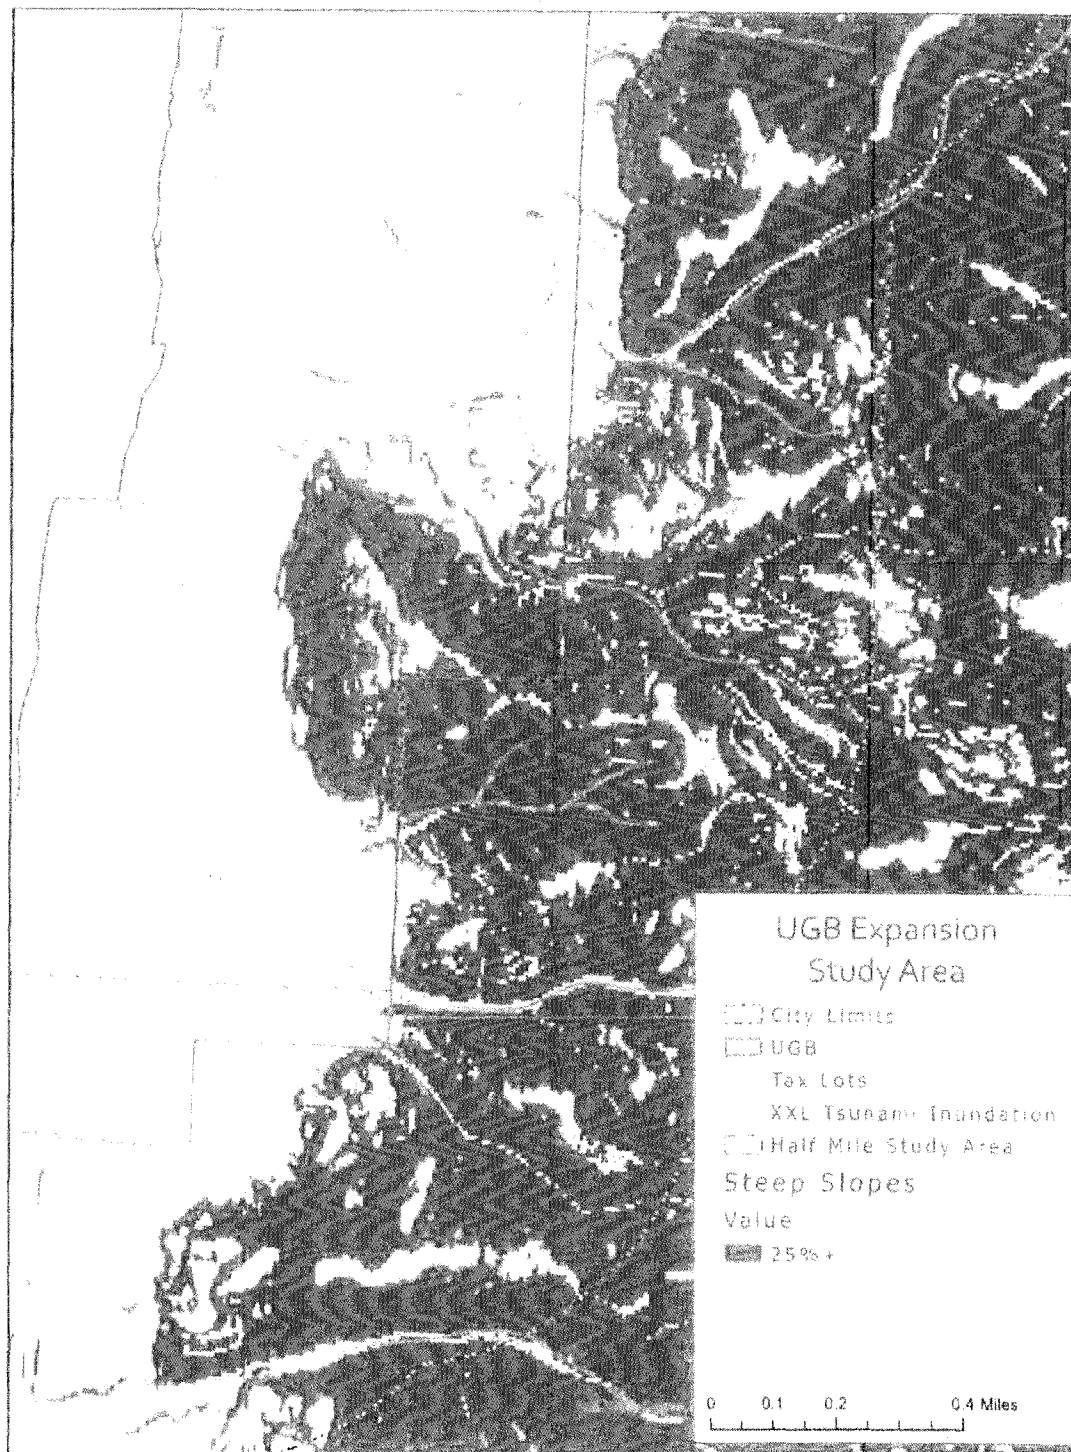 UGB Expansion
Study Area
City Limits
UGB
Tax Lots
XXL Tsunami Inundation
Half Mile Study Area
Steep Slopes
Value
25%+
0 0.1 0.2 0.4 Miles